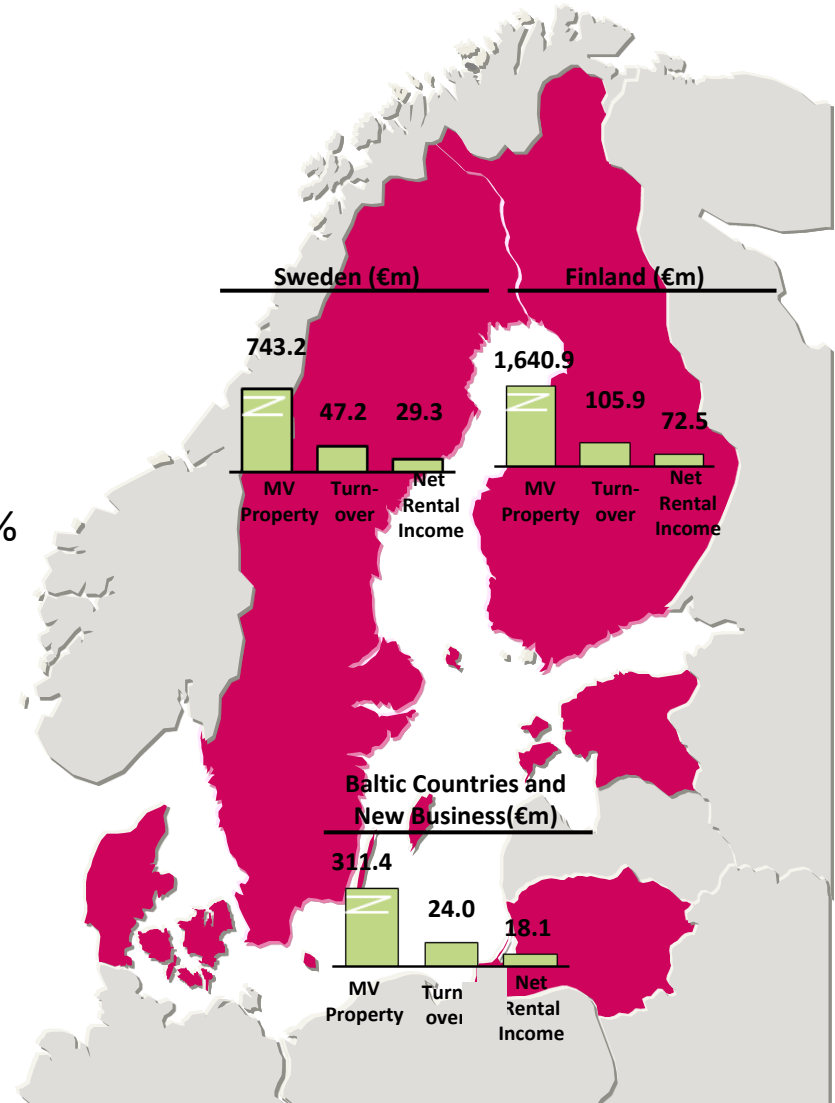 Sweden (€m)
Finland (€m)
743.2
47.2
29.3
MV
Property
Turn-
over
Net
Rental
Income
1,640.9
105.9
72.5
MV
Property
Turn-
over
Net
Rental
Income
%
Baltic Countries and
New Business(€m)
311.4
24.0
18.1
MV
Property
Turn
over
Net
Rental
Income